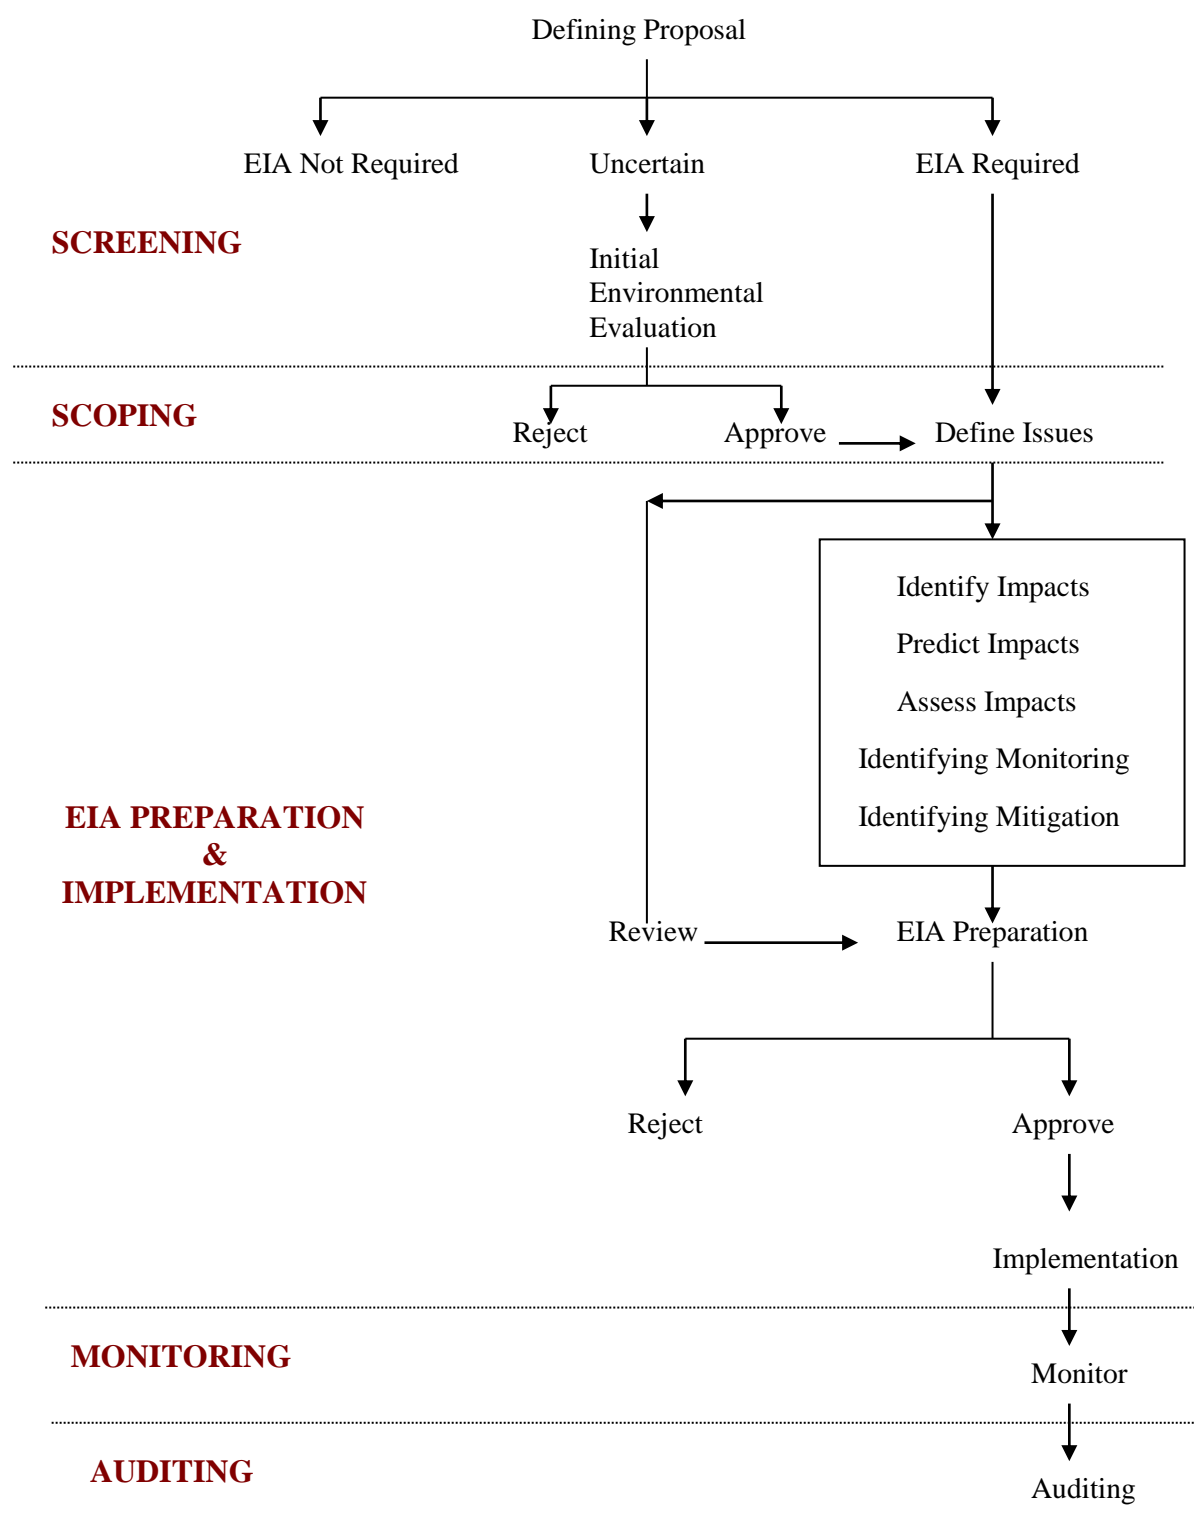 Defining Proposal
EIA Not Required
Uncertain
EIA Required
SCREENING
Initial
Environmental
Evaluation
SCOPING
Reject
Approve
Define Issues
Identify Impacts
Predict Impacts
Assess Impacts
Identifying Monitoring
Identifying Mitigation
EIA PREPARATION
&
IMPLEMENTATION
Review
EIA Preparation
Reject
Approve
Implementation
MONITORING
Monitor
AUDITING
Auditing